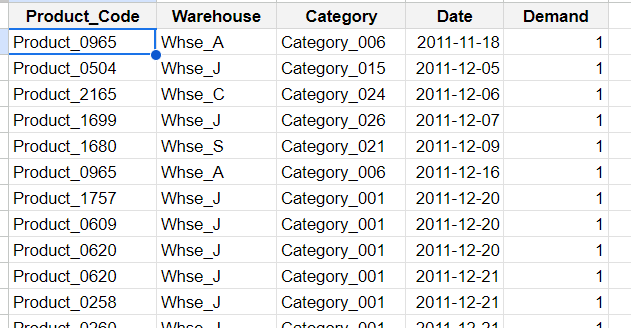 Product_Code Warehouse Category Date Demand
Product_0965 Whse_A Category_006 2011-11-18 1
Product_0504 Whse_J Category_015 2011-12-05 1
Product_2165 Whse_C Category_024 2011-12-06 1
Product_1699 Whse_J Category_026 2011-12-07 1
Product_1680 Whse_S Category_021 2011-12-09 1
Product_0965 Whse_A Category_006 2011-12-16 1
Product_1757 Whse_J Category_001 2011-12-20 1
Product_0609 Whse_J Category_001 2011-12-20 1
Product_0620 Whse_J Category_001 2011-12-20 1
Product_0620 Whse_J Category_001 2011-12-21 1
Product_0258 Whse_J Category_001 2011-12-21 1
Product_0260 Whse_J Category_001 2011-12-21 1